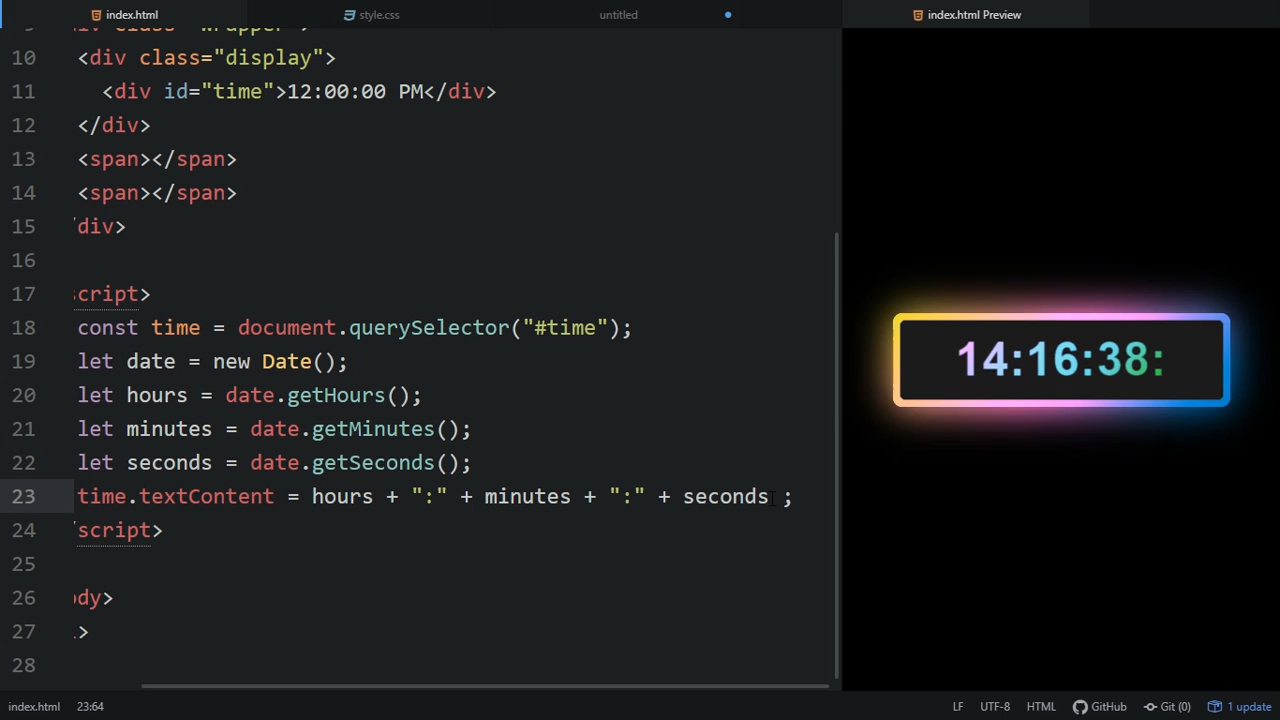 index.html
style.css
untitled
index.html Preview
10 <div class="display">
11 <div id="time">12:00:00 PM</div>
12 </div>
13 <span></span>
14 <span></span>
15 /div>
16
17 script>
18 const time = document.querySelector("#time");
19 let date = new Date();
20 let hours = date.getHours();
21 let minutes = date.getMinutes();
22 let seconds = date.getSeconds();
23 time.textContent = hours + ":" + minutes + ":" + seconds ;
24 /script>
25
26 ody>
27 l>
28
14:16:38:
index.html 23:64
LF UTF-8 HTML GitHub Git (0) 1 update